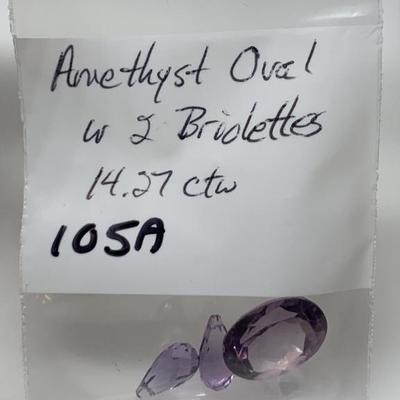 Amethyst Oval
w 2 Briolettes
14.27 ctw
105A